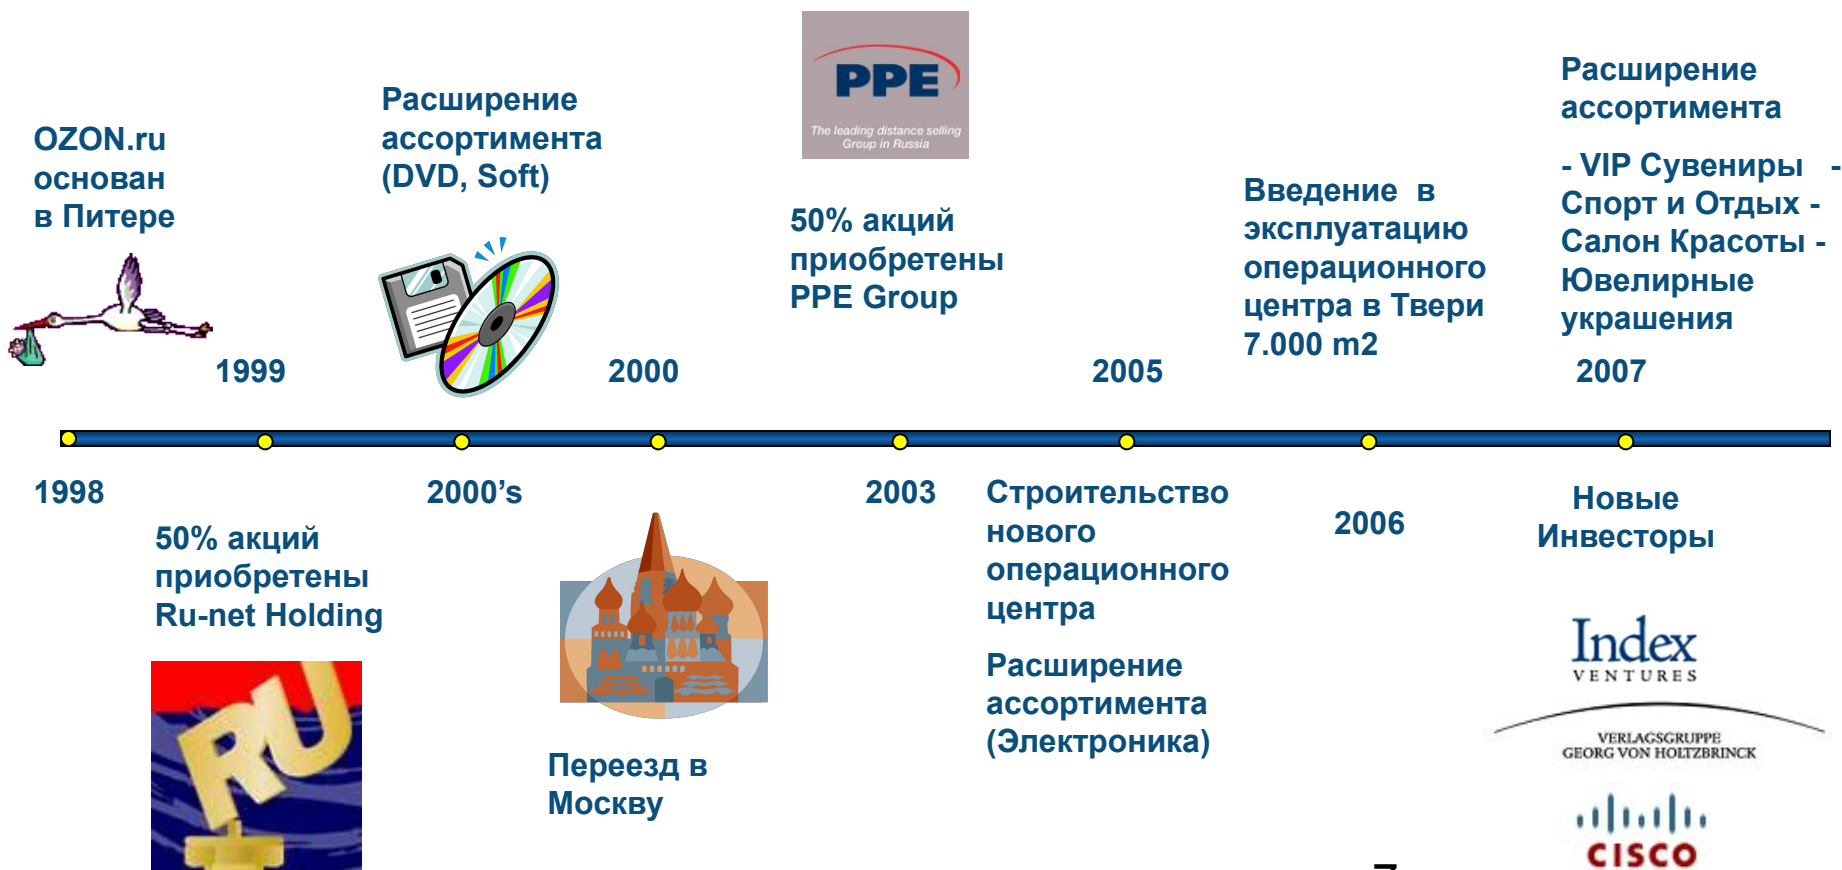 OZON.ru
основан
в Питере
1998
1999
50% акций
приобретены
Ru-net Holding
RU
Расширение
ассортимента
(DVD, Soft)
2000's
2000
Переезд в
Москву
PPE
The leading distance selling
Group in Russia
50% акций
приобретены
PPE Group
2003
2005
Строительство
нового
операционного
центра
Расширение
ассортимента
(Электроника)
Введение в
эксплуатацию
операционного
центра в Твери
7.000 m2
2006
Расширение
ассортимента
- VIP Сувениры -
Спорт и Отдых -
Салон Красоты -
Ювелирные
украшения
2007
Новые
Инвесторы
Index
VENTURES
VERLAGSGRUPPE
GEORG VON HOLTZBRINCK
CISCO